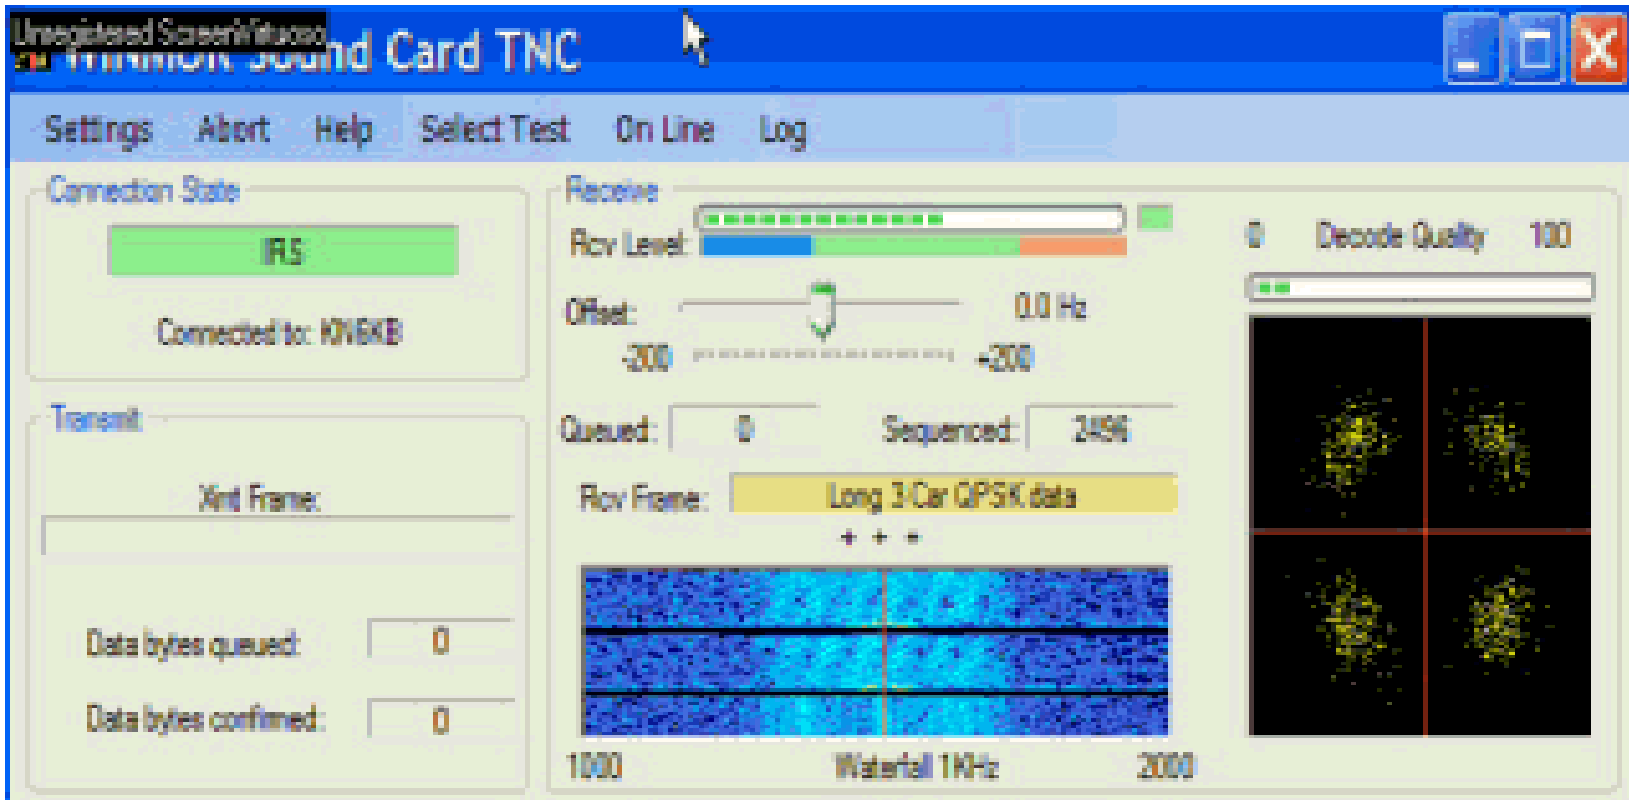 Unregistered ScreenVirtuoso
WINMOR Sound Card TNC
Settings Abort Help Select Test On Line Log
Connection State
IRS
Connected to: KN6KB
Transmit
Xmt Frame:
Data bytes queued: 0
Data bytes confirmed: 0
Receive
Rcv Level:
Offset: 0.0 Hz
-200 +200
Queued: 0 Sequenced: 2496
Rcv Frame: Long 3 Car QPSK data
+ + +
1000 Waterfall 1KHz 2000
0 Decode Quality 100